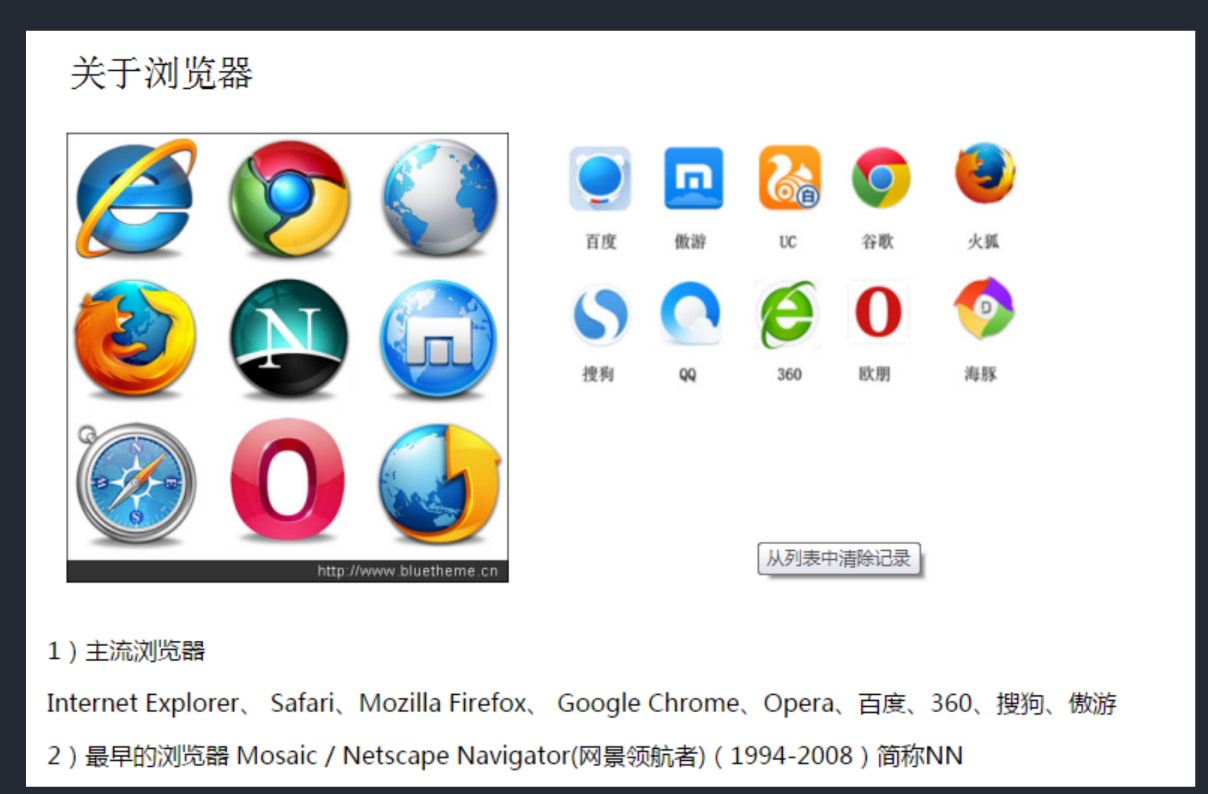 关于浏览器
N
W
E
S
http://www.bluetheme.cn
自
百度 傲游 UC 谷歌 火狐
D
搜狗 QQ 360 欧朋 海豚
从列表中清除记录
1）主流浏览器
Internet Explorer、 Safari、Mozilla Firefox、 Google Chrome、Opera、百度、360、搜狗、傲游
2）最早的浏览器 Mosaic / Netscape Navigator(网景领航者)（1994-2008）简称NN